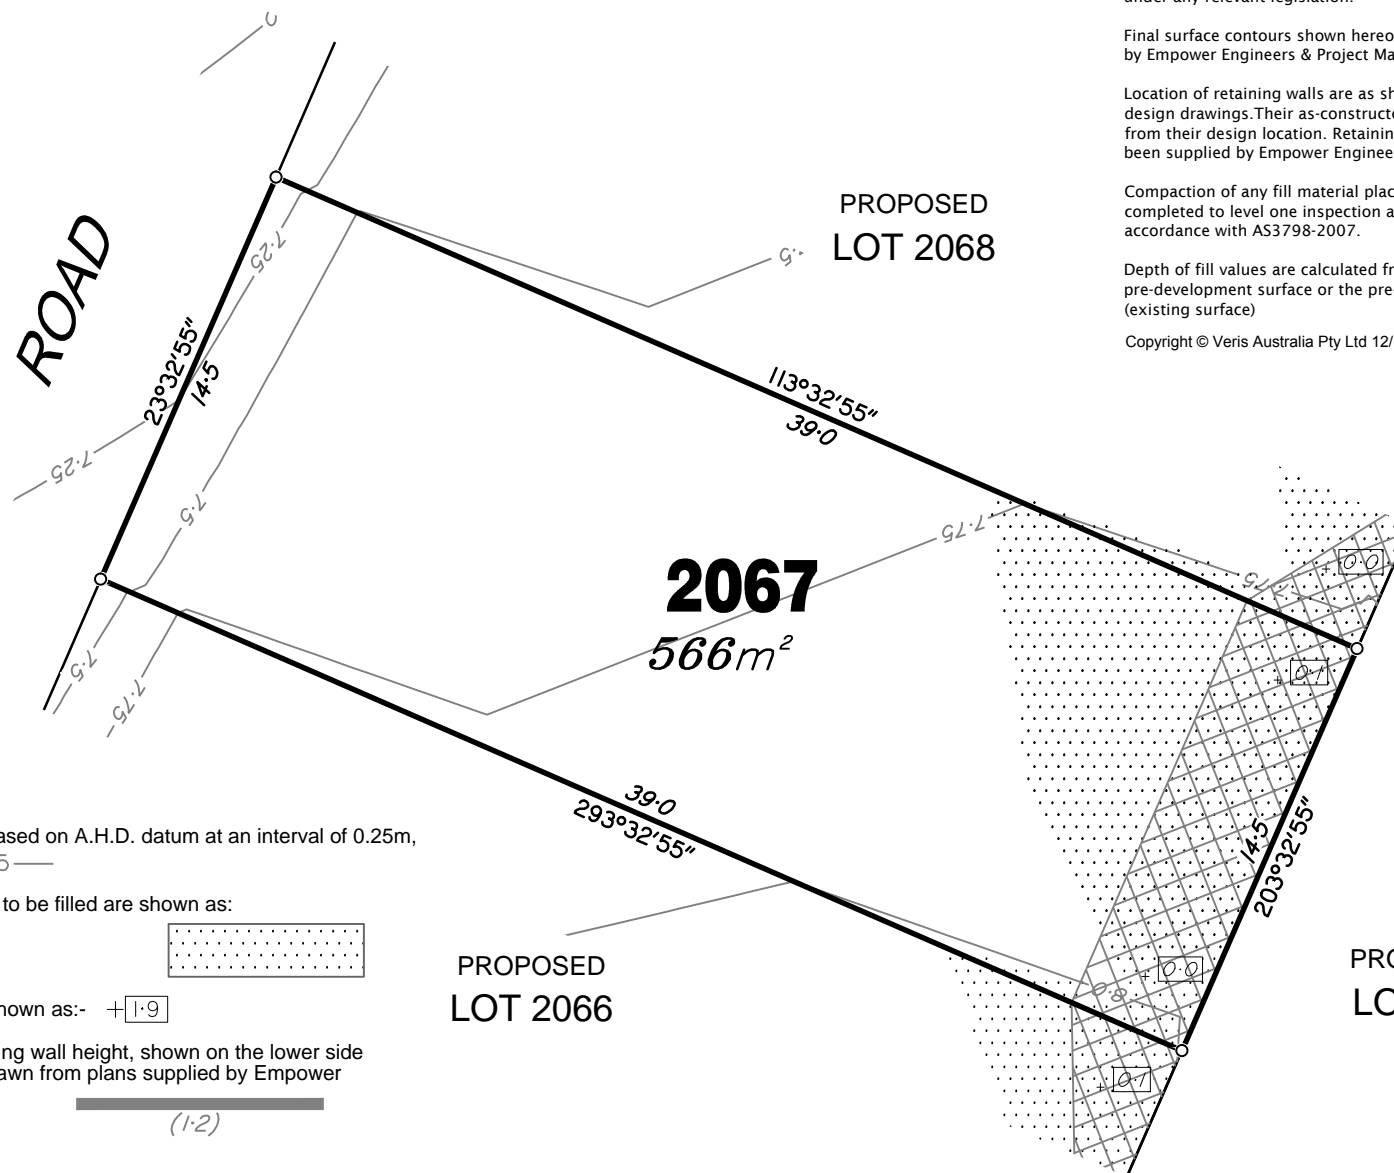 under any relevant legislation.
Final surface contours shown hereo
by Empower Engineers & Project Ma
Location of retaining walls are as sh
design drawings.Their as-constructe
from their design location. Retainin
been supplied by Empower Enginee
Compaction of any fill material plac
completed to level one inspection a
accordance with AS3798-2007.
Depth of fill values are calculated fr
pre-development surface or the pre-
(existing surface)
Copyright © Veris Australia Pty Ltd 12/
ROAD
PROPOSED
LOT 2068
7·25
·5·
23°32'55"
14·5
113°32'55"
39·0
7·25
7·5
7·75
2067
566m²
0·0
·75
0·1
7·5
7·75
39·0
293°32'55"
14·5
203°32'55"
ased on A.H.D. datum at an interval of 0.25m,
5
to be filled are shown as:
hown as:- +1·9
ng wall height, shown on the lower side
awn from plans supplied by Empower
(1·2)
PROPOSED
LOT 2066
0·0
8·0
0·1
PRO
LO